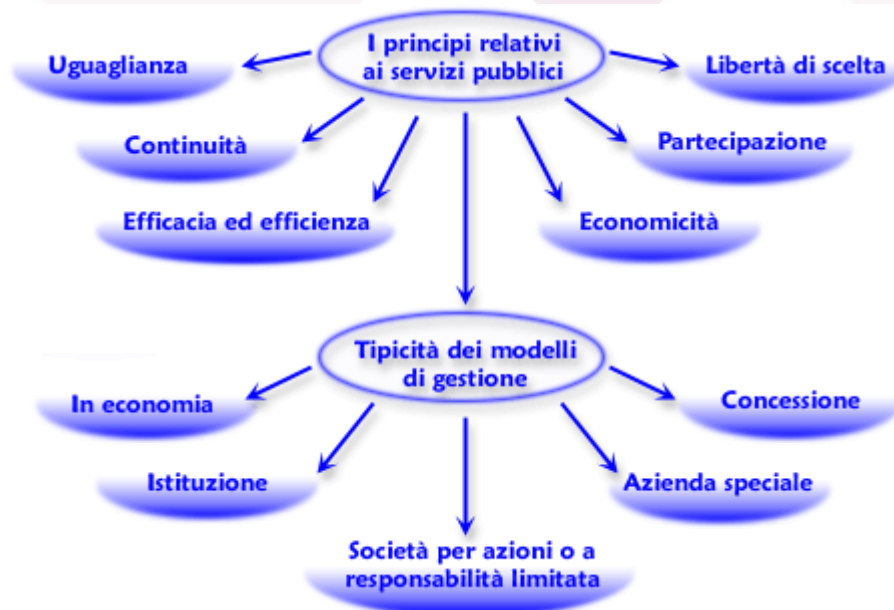 I principi relativi
ai servizi pubblici
Uguaglianza
Libertà di scelta
Continuità
Partecipazione
Efficacia ed efficienza
Economicità
Tipicità dei modelli
di gestione
In economia
Concessione
Istituzione
Azienda speciale
Società per azioni o a
responsabilità limitata